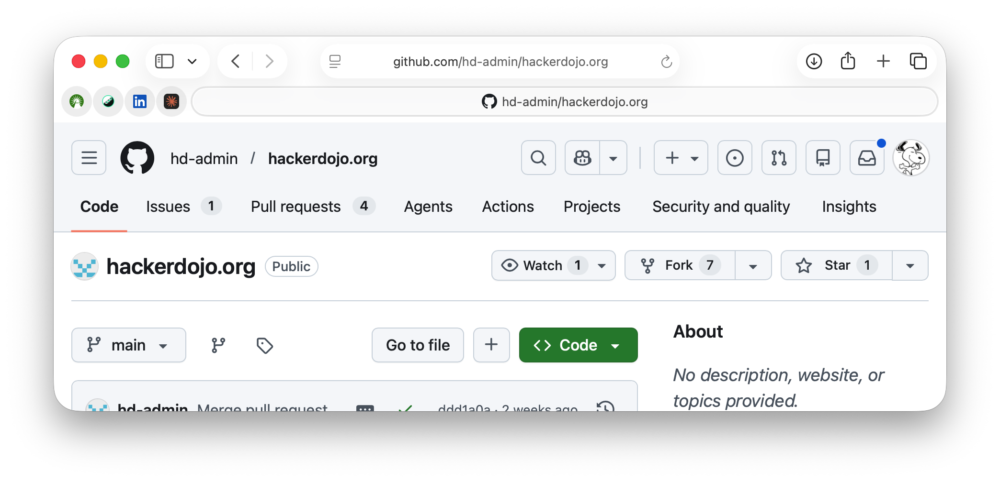 github.com/hd-admin/hackerdojo.org
in
hd-admin/hackerdojo.org
hd-admin / hackerdojo.org
Code Issues 1 Pull requests 4 Agents Actions Projects Security and quality Insights
hackerdojo.org Public Watch 1 Fork 7 Star 1
main Go to file Code
About
No description, website, or
topics provided.
hd-admin Merge pull request ddd1a0a · 2 weeks ago